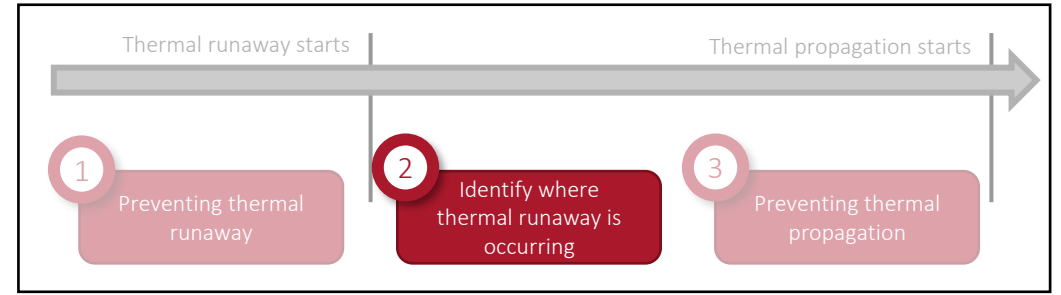 Thermal runaway starts
Thermal propagation starts
1
Preventing thermal
runaway
2
Identify where
thermal runaway is
occurring
3
Preventing thermal
propagation